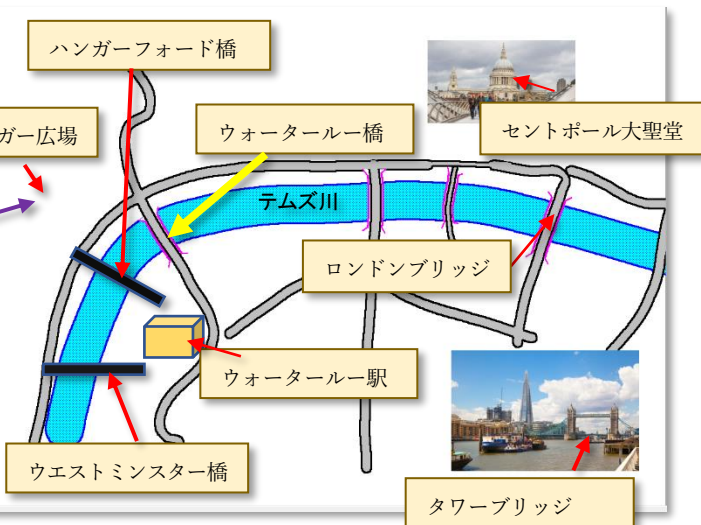 ハンガーフォード橋
ガー広場
ウォータールー橋
セントポール大聖堂
テムズ川
ロンドンブリッジ
ウォータールー駅
ウエストミンスター橋
タワーブリッジ